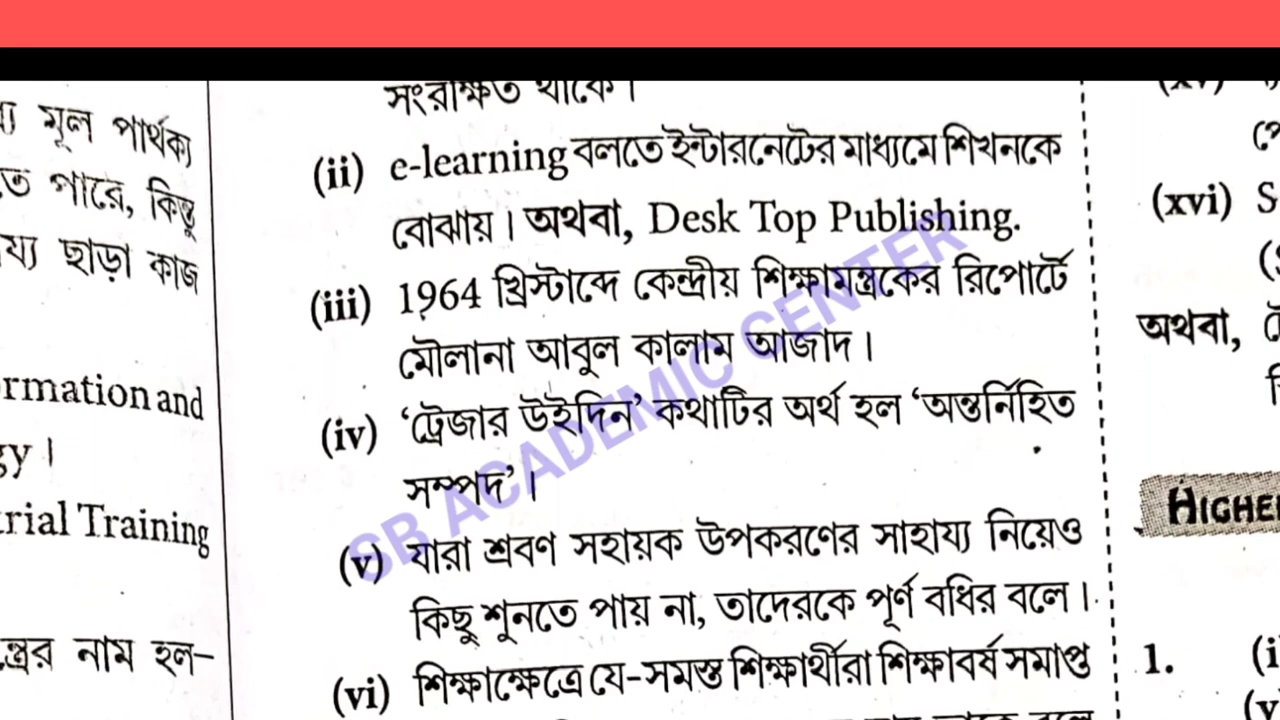 মূল পার্থক্য
পারে, কিন্তু
ছাড়া কাজ
rmation and
gy।
trial Training
ন্ত্রের নাম হল–
সংরক্ষিত থাকে।
(ii) e-learning বলতে ইন্টারনেটের মাধ্যমে শিখনকে
বোঝায়। অথবা, Desk Top Publishing.
(iii) 1964 খ্রিস্টাব্দে কেন্দ্রীয় শিক্ষামন্ত্রকের রিপোর্টে
মৌলানা আবুল কালাম আজাদ।
(iv) ‘ট্রেজার উইদিন’ কথাটির অর্থ হল ‘অন্তর্নিহিত
সম্পদ’।
(v) যারা শ্রবণ সহায়ক উপকরণের সাহায্য নিয়েও
কিছু শুনতে পায় না, তাদেরকে পূর্ণ বধির বলে।
(vi) শিক্ষাক্ষেত্রে যে-সমস্ত শিক্ষার্থীরা শিক্ষাবর্ষ সমাপ্ত
SB ACADEMIC CENTER
(xvi) S
অথবা,
HIGHE
1. (i